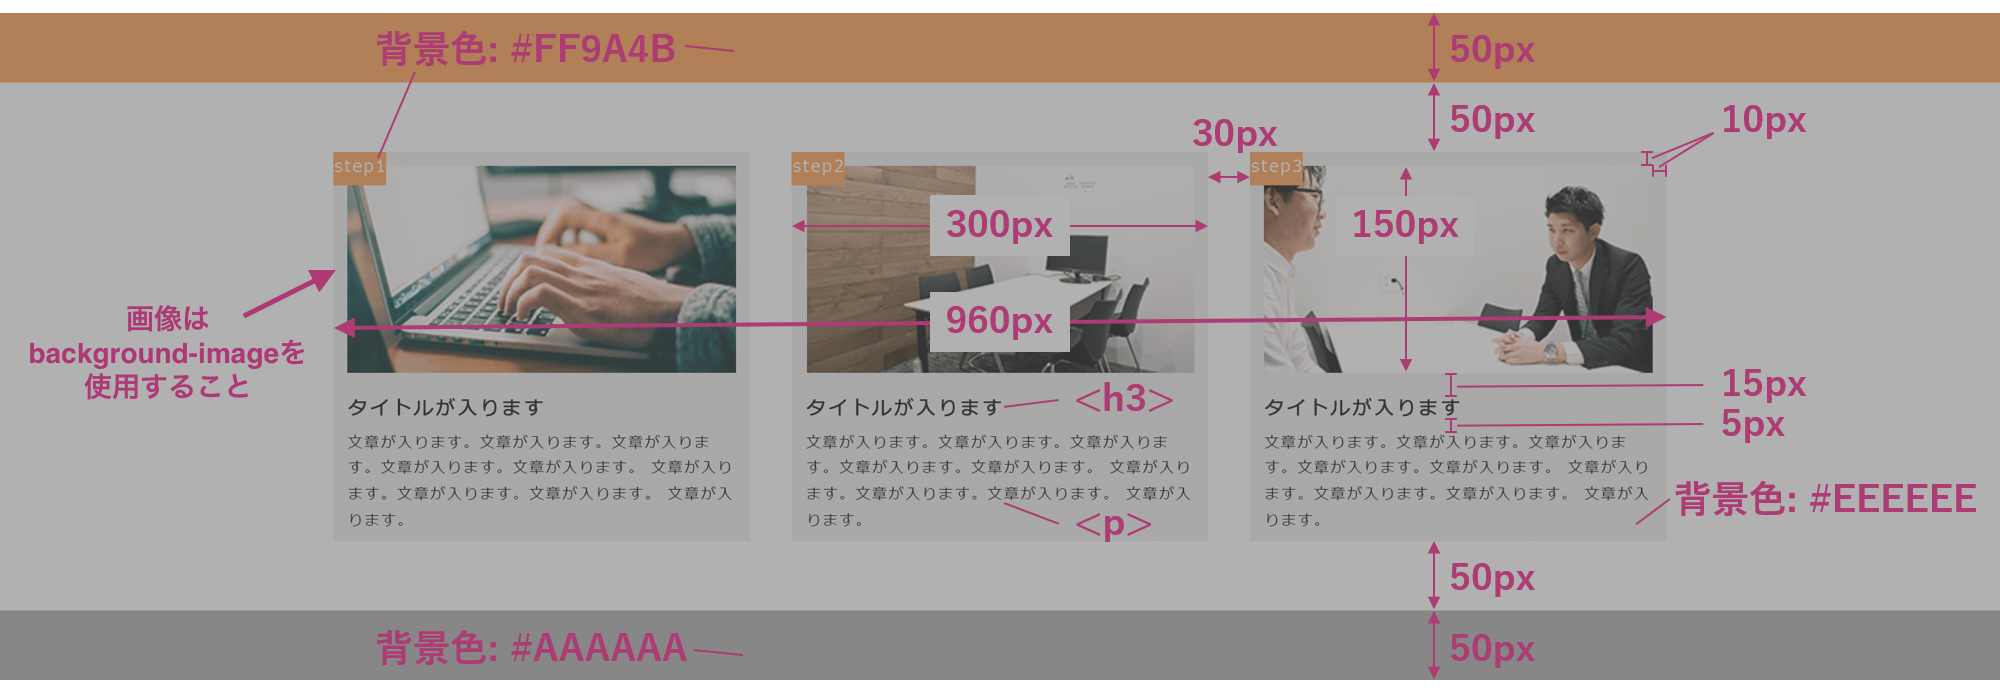 背景色: #FF9A4B
50px
50px
10px
30px
step1
step2
step3
300px
150px
960px
画像は
background-imageを
使用すること
タイトルが入ります
<h3>
タイトルが入ります
タイトルが入ります
15px
5px
文章が入ります。文章が入ります。文章が入りま
す。文章が入ります。文章が入ります。 文章が入り
ます。文章が入ります。文章が入ります。 文章が入
ります。
文章が入ります。文章が入ります。文章が入りま
す。文章が入ります。文章が入ります。 文章が入り
ます。文章が入ります。文章が入ります。 文章が入
ります。
<p>
文章が入ります。文章が入ります。文章が入りま
す。文章が入ります。文章が入ります。 文章が入り
ます。文章が入ります。文章が入ります。 文章が入
ります。
背景色: #EEEEEE
50px
背景色: #AAAAAA
50px